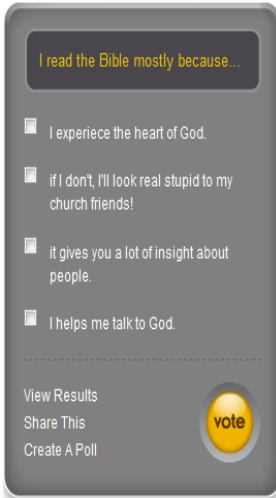 I read the Bible mostly because...
I experiece the heart of God.
if I don't, I'll look real stupid to my
church friends!
it gives you a lot of insight about
people.
I helps me talk to God.
View Results
Share This
Create A Poll
vote